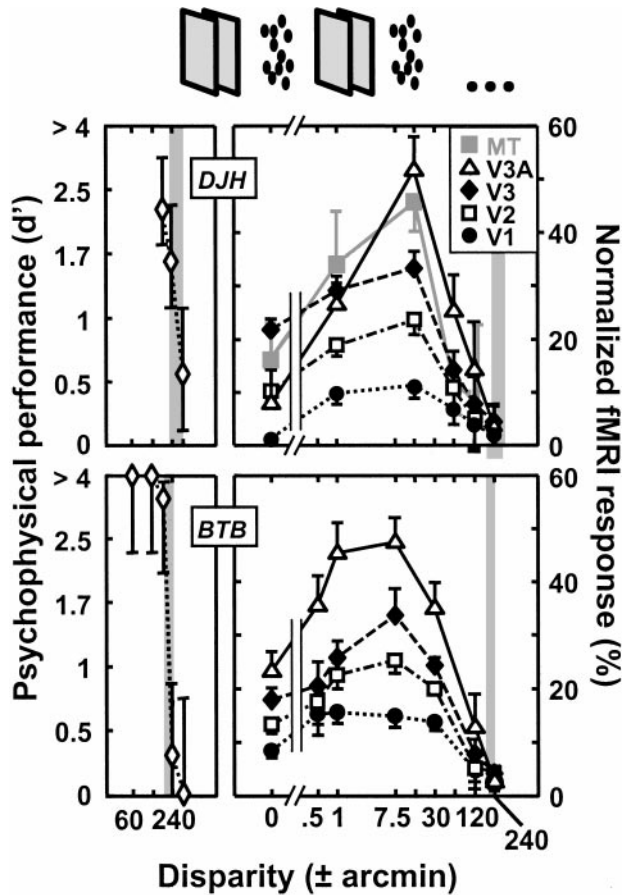 > 4
2.5
1.7
1
0.5
0
DJH
60
40
20
0
MT
V3A
V3
V2
V1
> 4
2.5
1.7
1
0.5
0
BTB
60
40
20
0
Psychophysical performance (d')
Normalized fMRI response (%)
60 240
0 .5 1 7.5 30 120
240
Disparity (± arcmin)